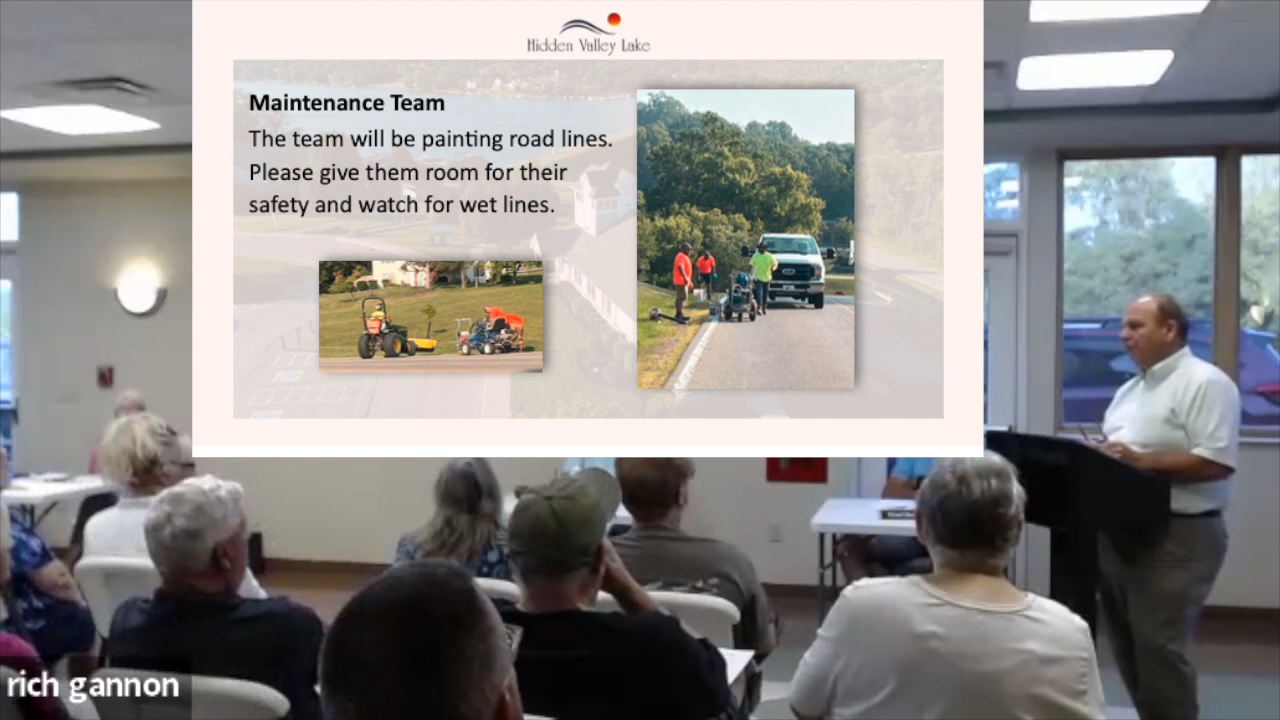 Hidden Valley Lake
Maintenance Team
The team will be painting road lines.
Please give them room for their
safety and watch for wet lines.
rich gannon